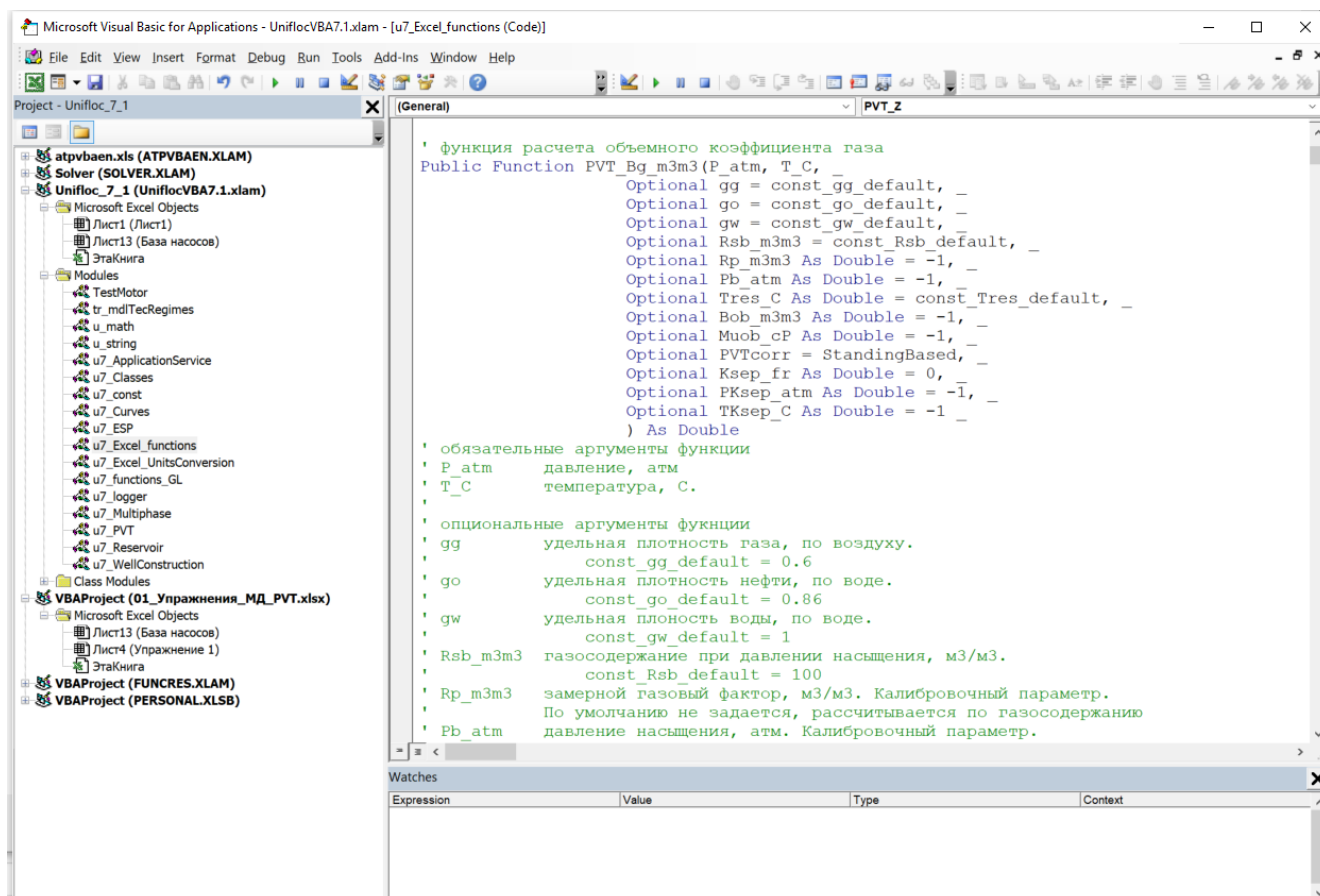 Microsoft Visual Basic for Applications - UniflocVBA7.1.xlam - [u7_Excel_functions (Code)]
File Edit View Insert Format Debug Run Tools Add-Ins Window Help
Project - Unifloc_7_1
(General)
PVT_Z
atpvbaen.xls (ATPVBAEN.XLAM)
Solver (SOLVER.XLAM)
Unifloc_7_1 (UniflocVBA7.1.xlam)
Microsoft Excel Objects
Лист1 (Лист1)
Лист13 (База насосов)
ЭтаКнига
Modules
TestMotor
tr_mdlTecRegimes
u_math
u_string
u7_ApplicationService
u7_Classes
u7_const
u7_Curves
u7_ESP
u7_Excel_functions
u7_Excel_UnitsConversion
u7_functions_GL
u7_logger
u7_Multiphase
u7_PVT
u7_Reservoir
u7_WellConstruction
Class Modules
VBAProject (01_Упражнения_МД_PVT.xlsx)
Microsoft Excel Objects
Лист13 (База насосов)
Лист4 (Упражнение 1)
ЭтаКнига
VBAProject (FUNCRES.XLAM)
VBAProject (PERSONAL.XLSB)
' функция расчета объемного коэффициента газа
Public Function PVT_Bg_m3m3(P_atm, T_C, _
Optional gg = const_gg_default, _
Optional go = const_go_default, _
Optional gw = const_gw_default, _
Optional Rsb_m3m3 = const_Rsb_default, _
Optional Rp_m3m3 As Double = -1, _
Optional Pb_atm As Double = -1, _
Optional Tres_C As Double = const_Tres_default, _
Optional Bob_m3m3 As Double = -1, _
Optional Muob_cP As Double = -1, _
Optional PVTcorr = StandingBased, _
Optional Ksep_fr As Double = 0, _
Optional PKsep_atm As Double = -1, _
Optional TKsep_C As Double = -1 _
) As Double
' обязательные аргументы функции
' P_atm давление, атм
' T_C температура, С.
'
' опциональные аргументы фукнции
' gg удельная плотность газа, по воздуху.
' const_gg_default = 0.6
' go удельная плотность нефти, по воде.
' const_go_default = 0.86
' gw удельная плоность воды, по воде.
' const_gw_default = 1
' Rsb_m3m3 газосодержание при давлении насыщения, м3/м3.
' const_Rsb_default = 100
' Rp_m3m3 замерной газовый фактор, м3/м3. Калибровочный параметр.
' По умолчанию не задается, рассчитывается по газосодержанию
' Pb_atm давление насыщения, атм. Калибровочный параметр.
Watches
Expression Value Type Context